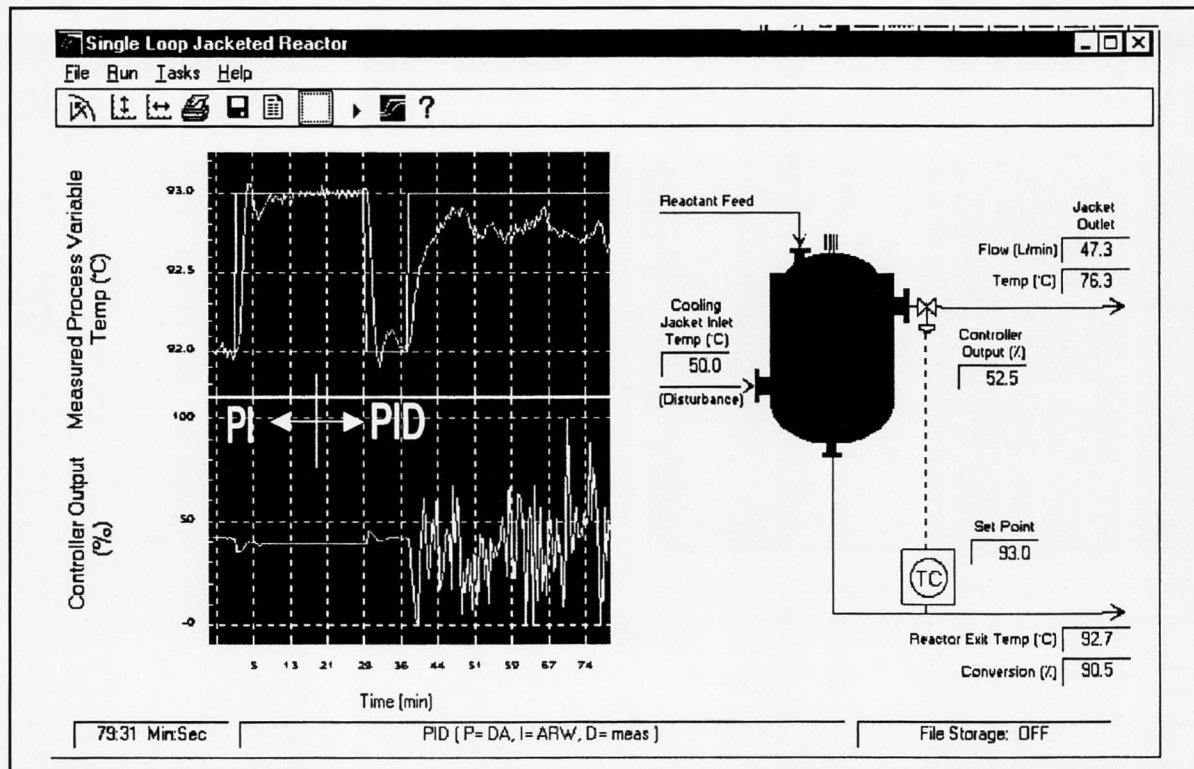 Single Loop Jacketed Reactor
File Run Tasks Help
?
Measured Process Variable
Temp (°C)
93.0
92.5
92.0
PI PID
Controller Output
(%)
100
50
-0
5 13 21 28 36 44 51 59 67 74
Time (min)
Reactant Feed
Cooling
Jacket Inlet
Temp (°C)
50.0
(Disturbance)
Jacket
Outlet
Flow (L/min) 47.3
Temp (°C) 76.3
Controller
Output (%)
52.5
Set Point
93.0
TC
Reactor Exit Temp (°C) 92.7
Conversion (%) 90.5
79:31 Min:Sec
PID ( P= DA, I= ARW, D= meas )
File Storage: OFF